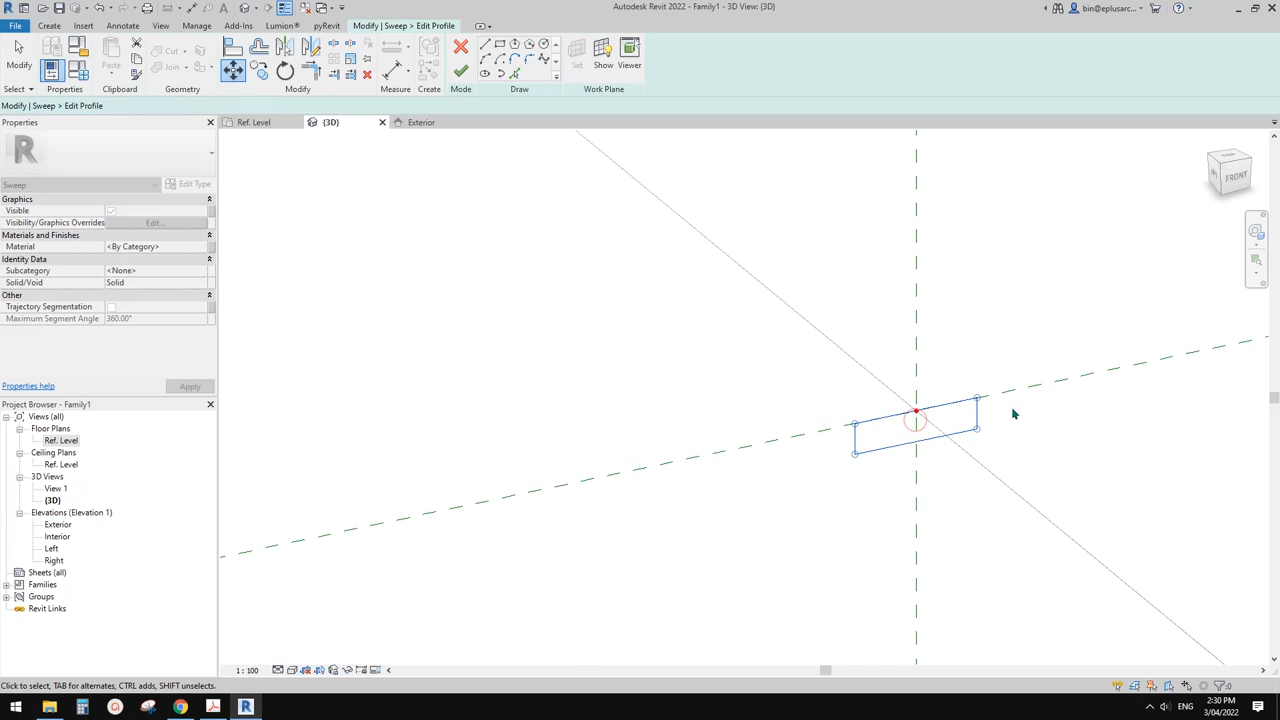 Autodesk Revit 2022 - Family1 - 3D View: {3D}
bin@eplusarc...
File Create Insert Annotate View Manage Add-Ins Lumion® pyRevit Modify | Sweep > Edit Profile
Modify
Paste
Cut
Join
Set Show Viewer
Select Properties Clipboard Geometry Modify Measure Create Mode Draw Work Plane
Modify | Sweep > Edit Profile
Properties
Ref. Level {3D} Exterior
R
Sweep Edit Type
Graphics
Visible
Visibility/Graphics Overrides Edit...
Materials and Finishes
Material <By Category>
Identity Data
Subcategory <None>
Solid/Void Solid
Other
Trajectory Segmentation
Maximum Segment Angle 360.00°
Properties help Apply
Project Browser - Family1
Views (all)
Floor Plans
Ref. Level
Ceiling Plans
Ref. Level
3D Views
View 1
{3D}
Elevations (Elevation 1)
Exterior
Interior
Left
Right
Sheets (all)
Families
Groups
Revit Links
TOP
FRONT
1 : 100
Click to select, TAB for alternates, CTRL adds, SHIFT unselects.
:0
ENG
2:30 PM
3/04/2022